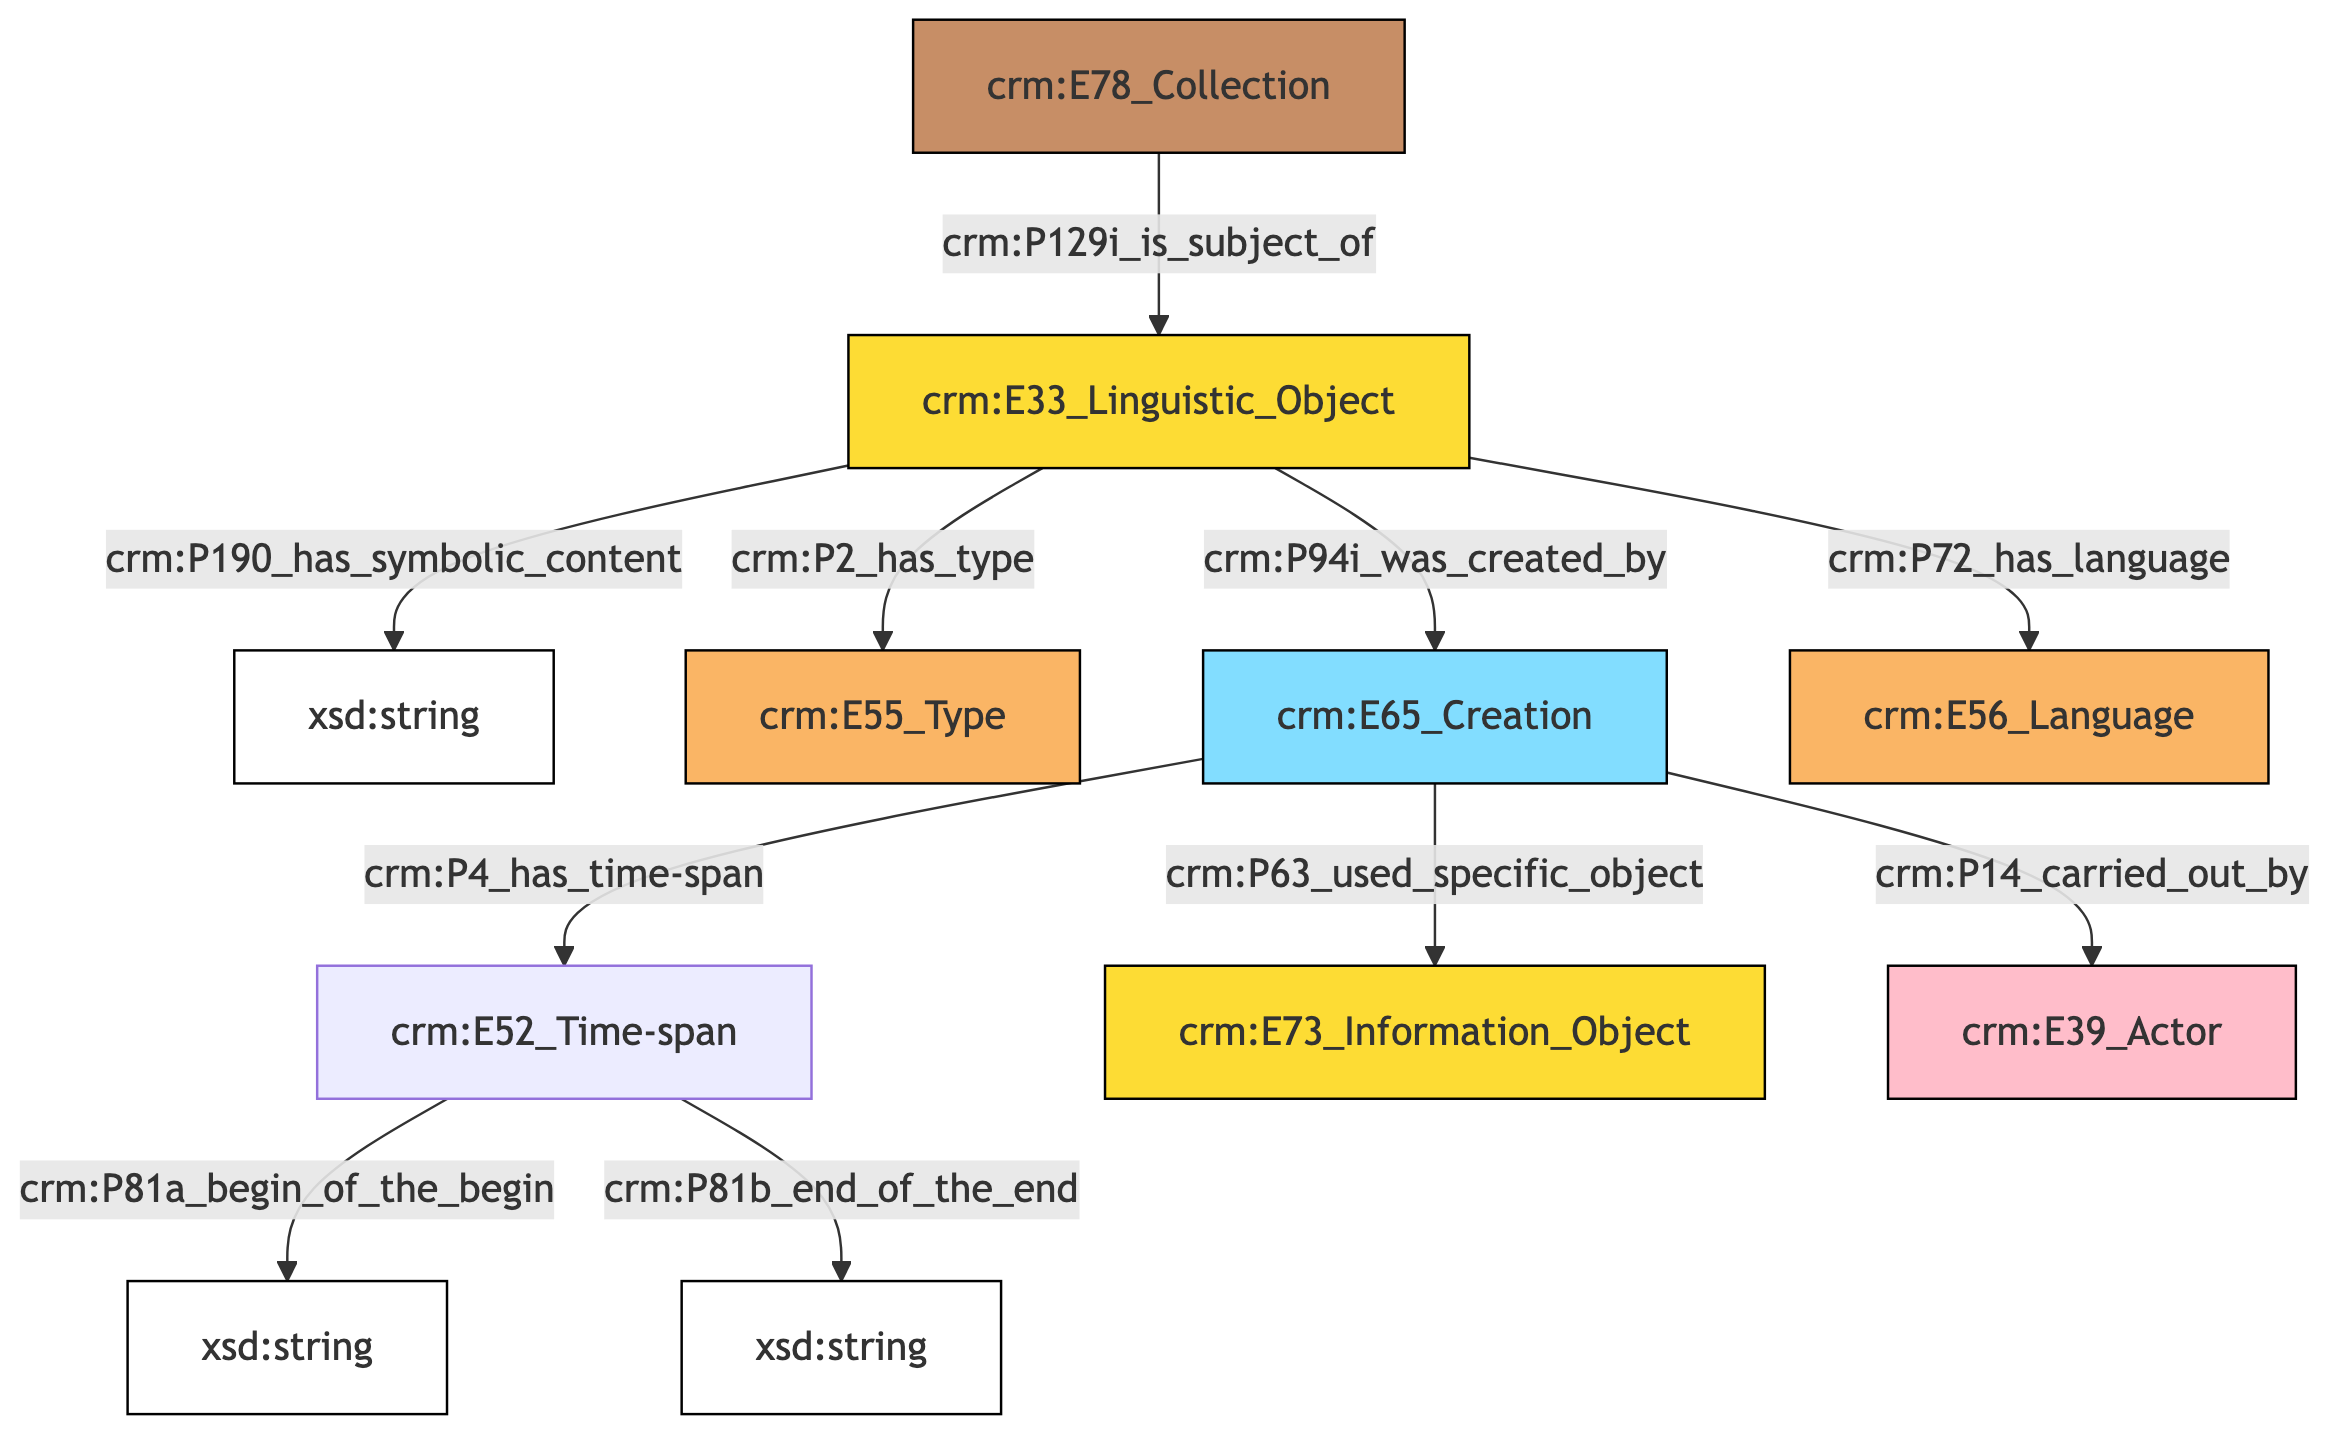 crm:E78_Collection
crm:P129i_is_subject_of
crm:E33_Linguistic_Object
crm:P190_has_symbolic_content
crm:P2_has_type
crm:P94i_was_created_by
crm:P72_has_language
xsd:string
crm:E55_Type
crm:E65_Creation
crm:E56_Language
crm:P4_has_time-span
crm:P63_used_specific_object
crm:P14_carried_out_by
crm:E52_Time-span
crm:E73_Information_Object
crm:E39_Actor
crm:P81a_begin_of_the_begin
crm:P81b_end_of_the_end
xsd:string
xsd:string